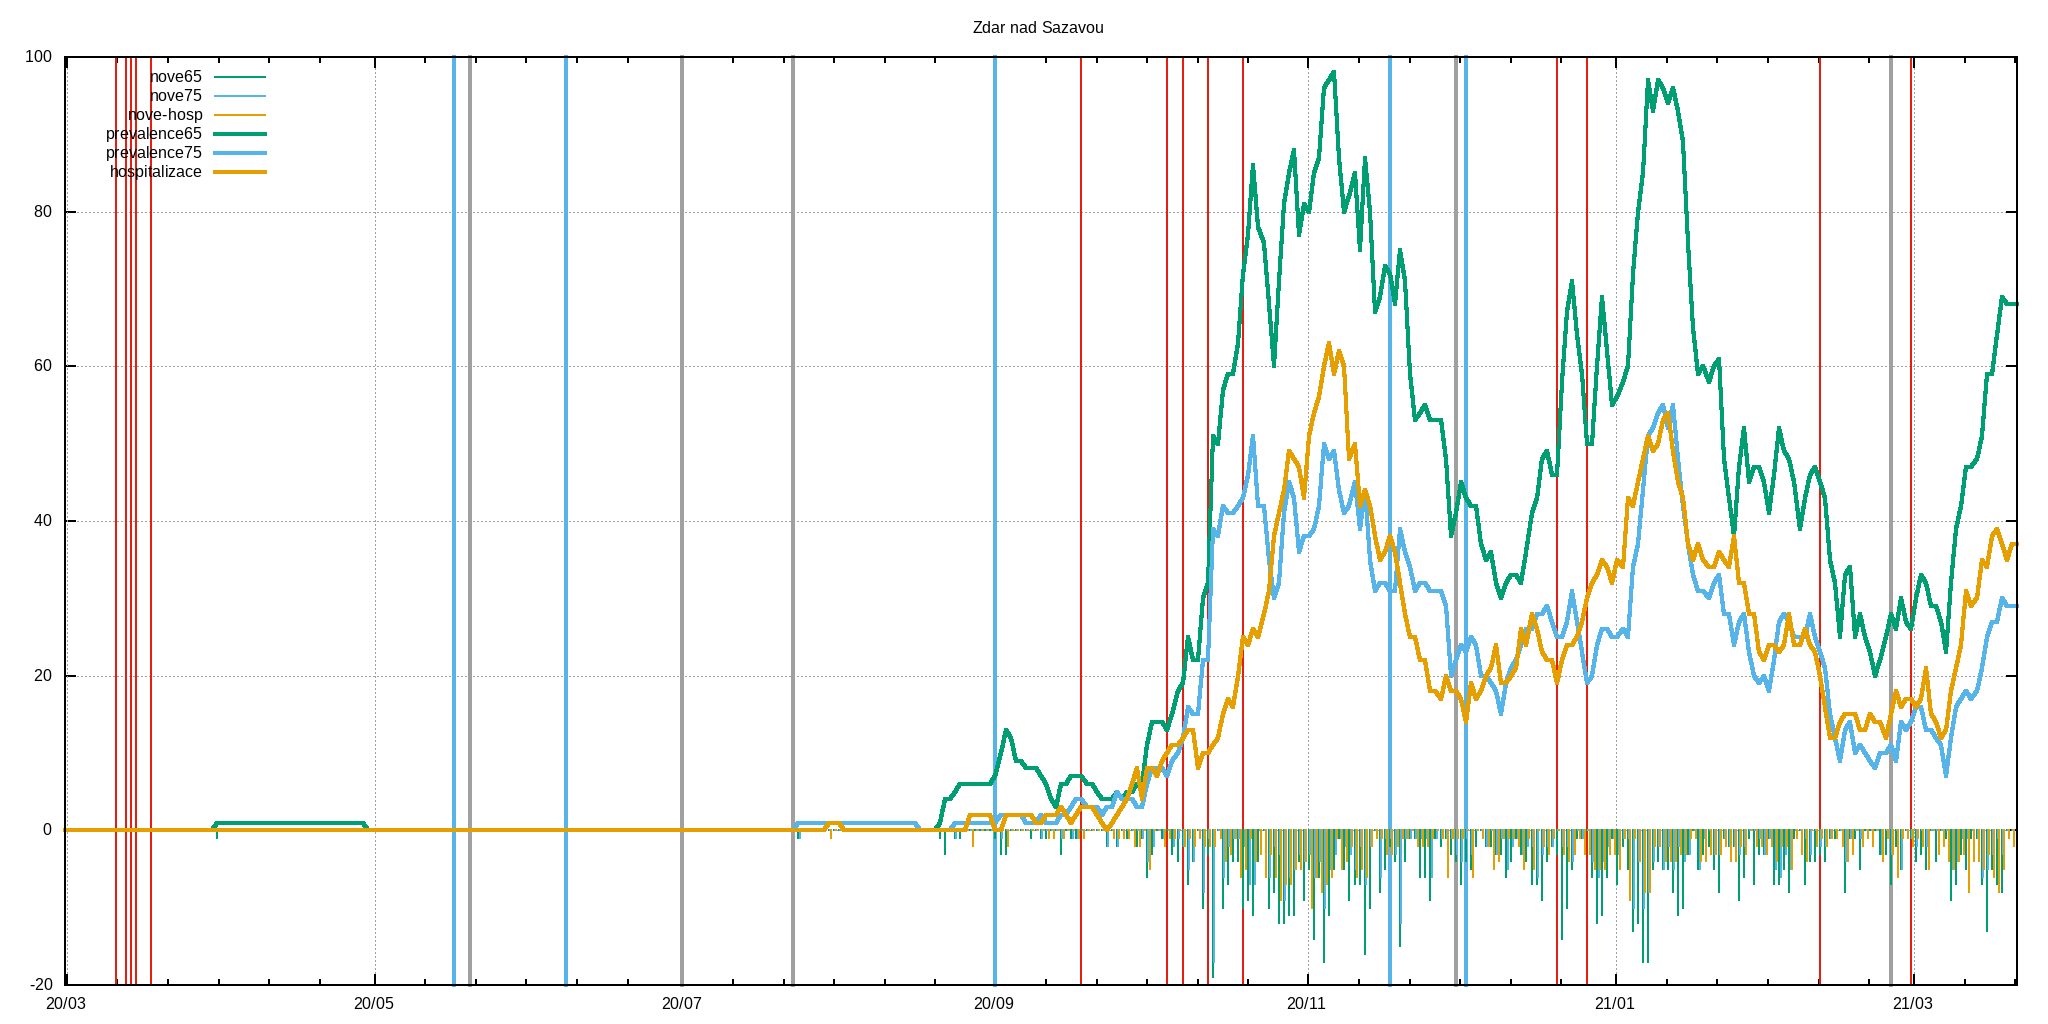 Zdar nad Sazavou
100
80
60
40
20
0
-20
nove65
nove75
nove-hosp
prevalence65
prevalence75
hospitalizace
20/03
20/05
20/07
20/09
20/11
21/01
21/03